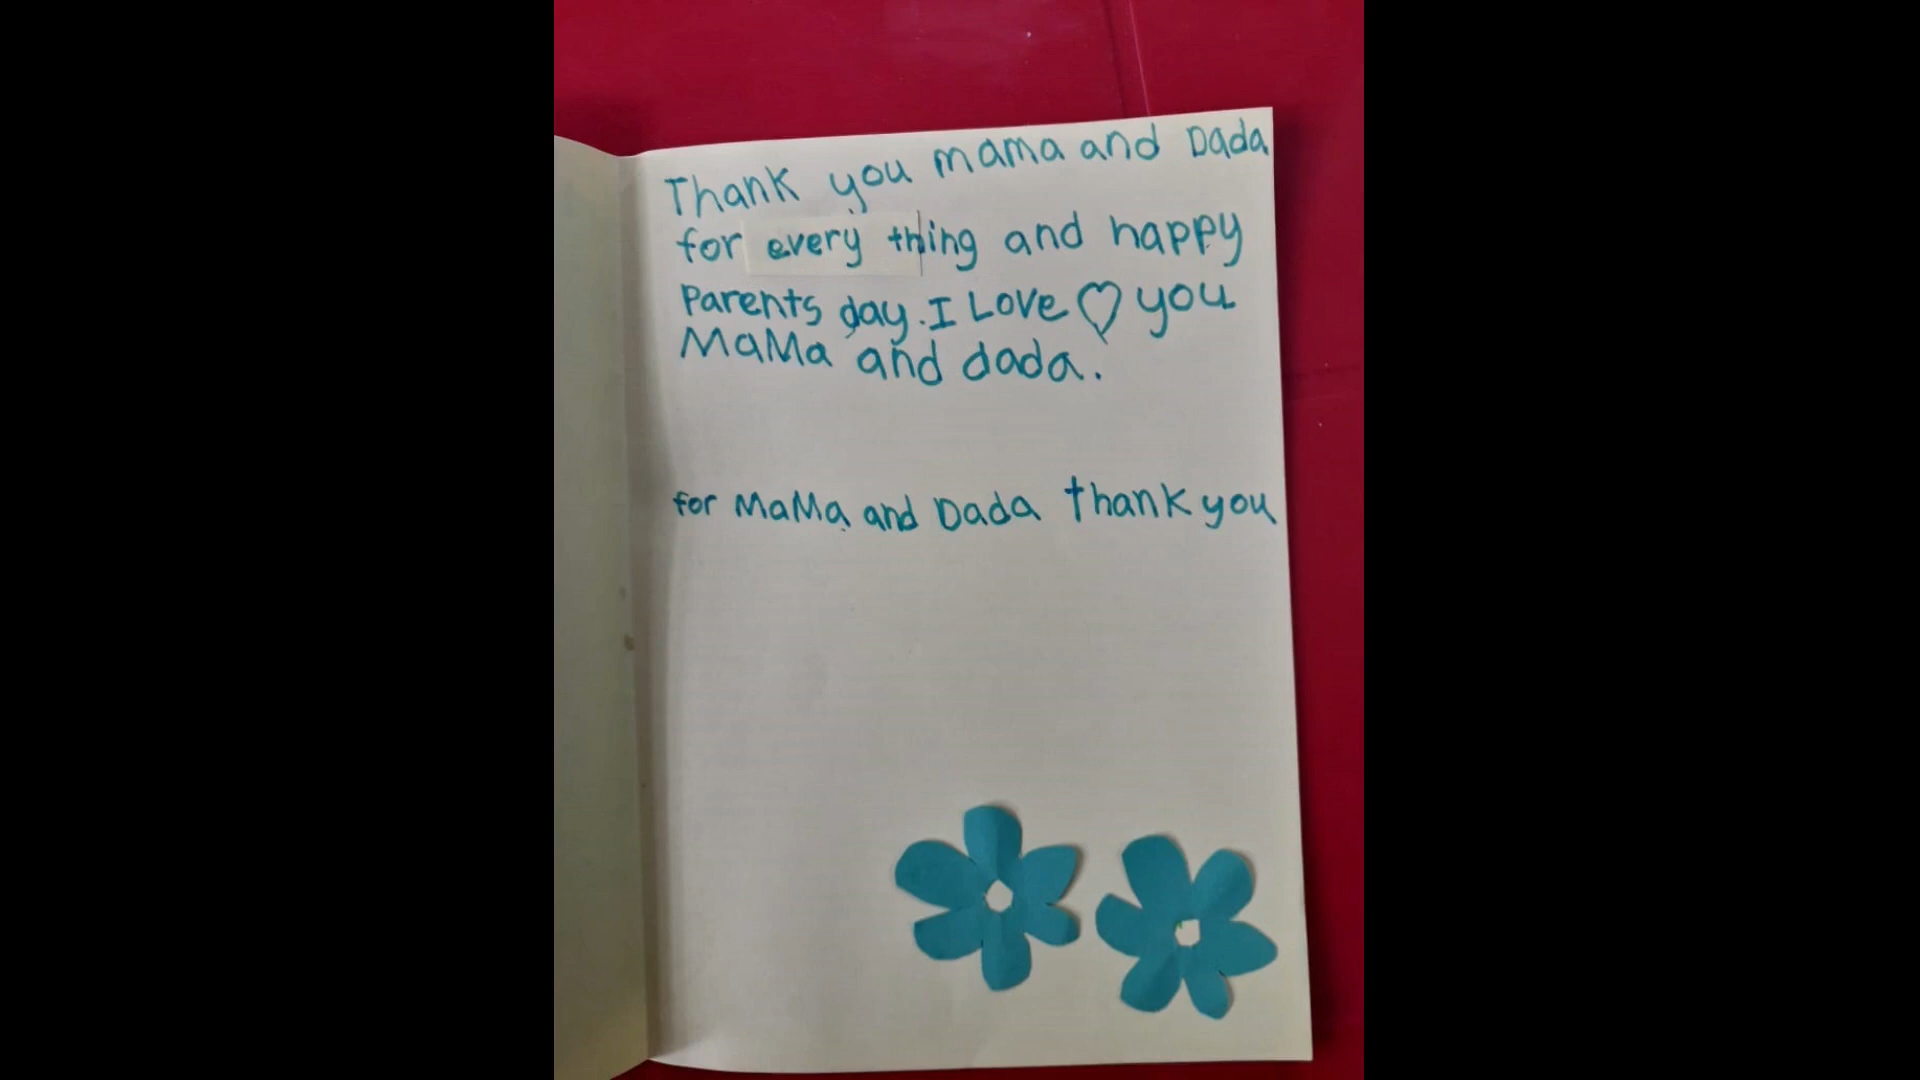 Thank you mama and Dada
for every thing and happy
Parents day. I Love ♡ you
MaMa and dada.
for MaMa and Dada thank you